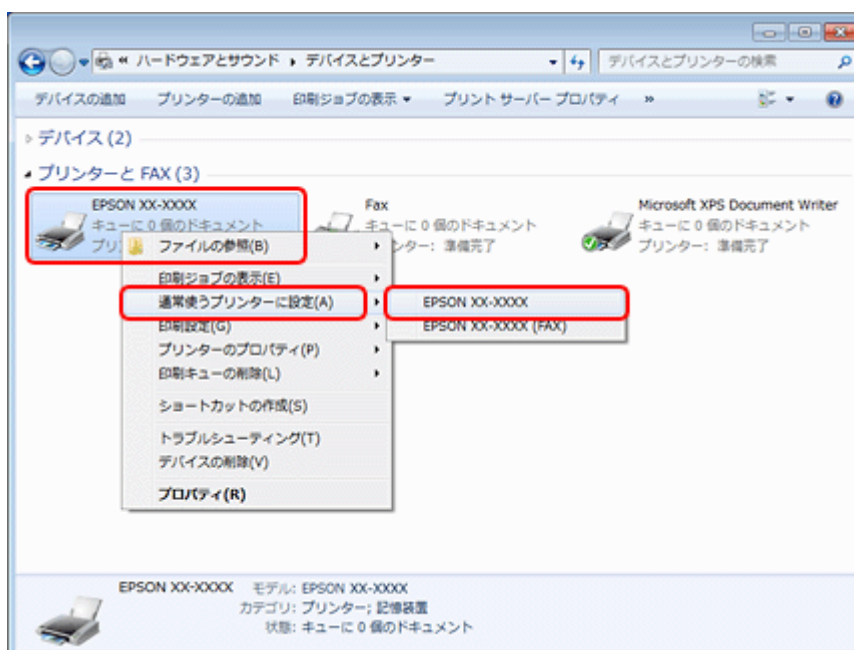 « ハードウェアとサウンド ▸ デバイスとプリンター
デバイスとプリンターの検索
デバイスの追加 プリンターの追加 印刷ジョブの表示 ▾ プリント サーバー プロパティ »
デバイス (2)
プリンターと FAX (3)
EPSON XX-XXXX
キューに 0 個のドキュメント
プリ
Fax
キューに 0 個のドキュメント
ンター: 準備完了
Microsoft XPS Document Writer
キューに 0 個のドキュメント
プリンター: 準備完了
ファイルの参照(B)
印刷ジョブの表示(E)
通常使うプリンターに設定(A)
印刷設定(G)
プリンターのプロパティ(P)
印刷キューの削除(L)
ショートカットの作成(S)
トラブルシューティング(T)
デバイスの削除(V)
プロパティ(R)
EPSON XX-XXXX
EPSON XX-XXXX (FAX)
EPSON XX-XXXX モデル: EPSON XX-XXXX
カテゴリ: プリンター; 記憶装置
状態: キューに 0 個のドキュメント